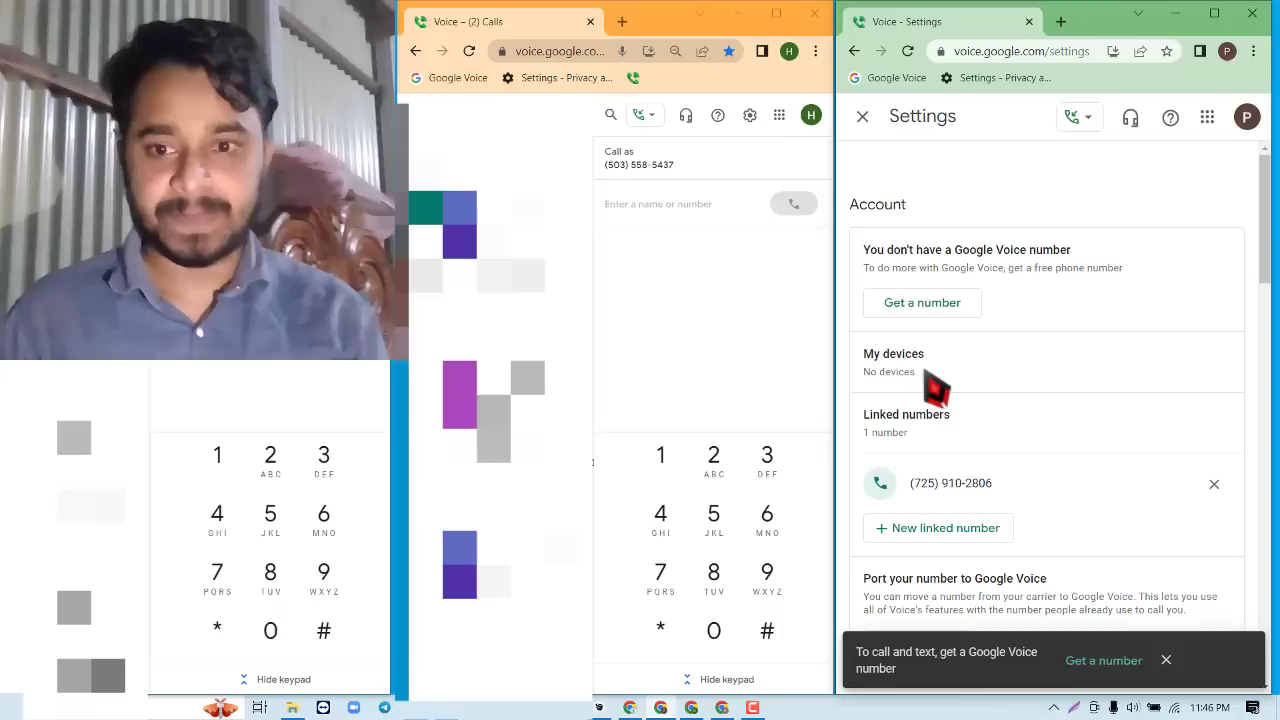 Voice – (2) Calls
voice.google.co...
H
Google Voice
Settings - Privacy a...
H
Call as
(503) 558-5437
Enter a name or number
1
2
3
ABC
DEF
4
5
6
GHI
JKL
MNO
7
8
9
PQRS
TUV
WXYZ
*
0
#
Hide keypad
1
2
3
ABC
DEF
4
5
6
GHI
JKL
MNO
7
8
9
PQRS
TUV
WXYZ
*
0
#
Hide keypad
Voice - Settings
voice.google.com/settings
P
Google Voice
Settings - Privacy a...
Settings
P
Account
You don't have a Google Voice number
To do more with Google Voice, get a free phone number
Get a number
My devices
No devices
Linked numbers
1 number
(725) 910-2806
+ New linked number
Port your number to Google Voice
You can move a number from your carrier to Google Voice. This lets you use
all of Voice's features with the number people already use to call you.
To call and text, get a Google Voice
number
Get a number
11:46 PM